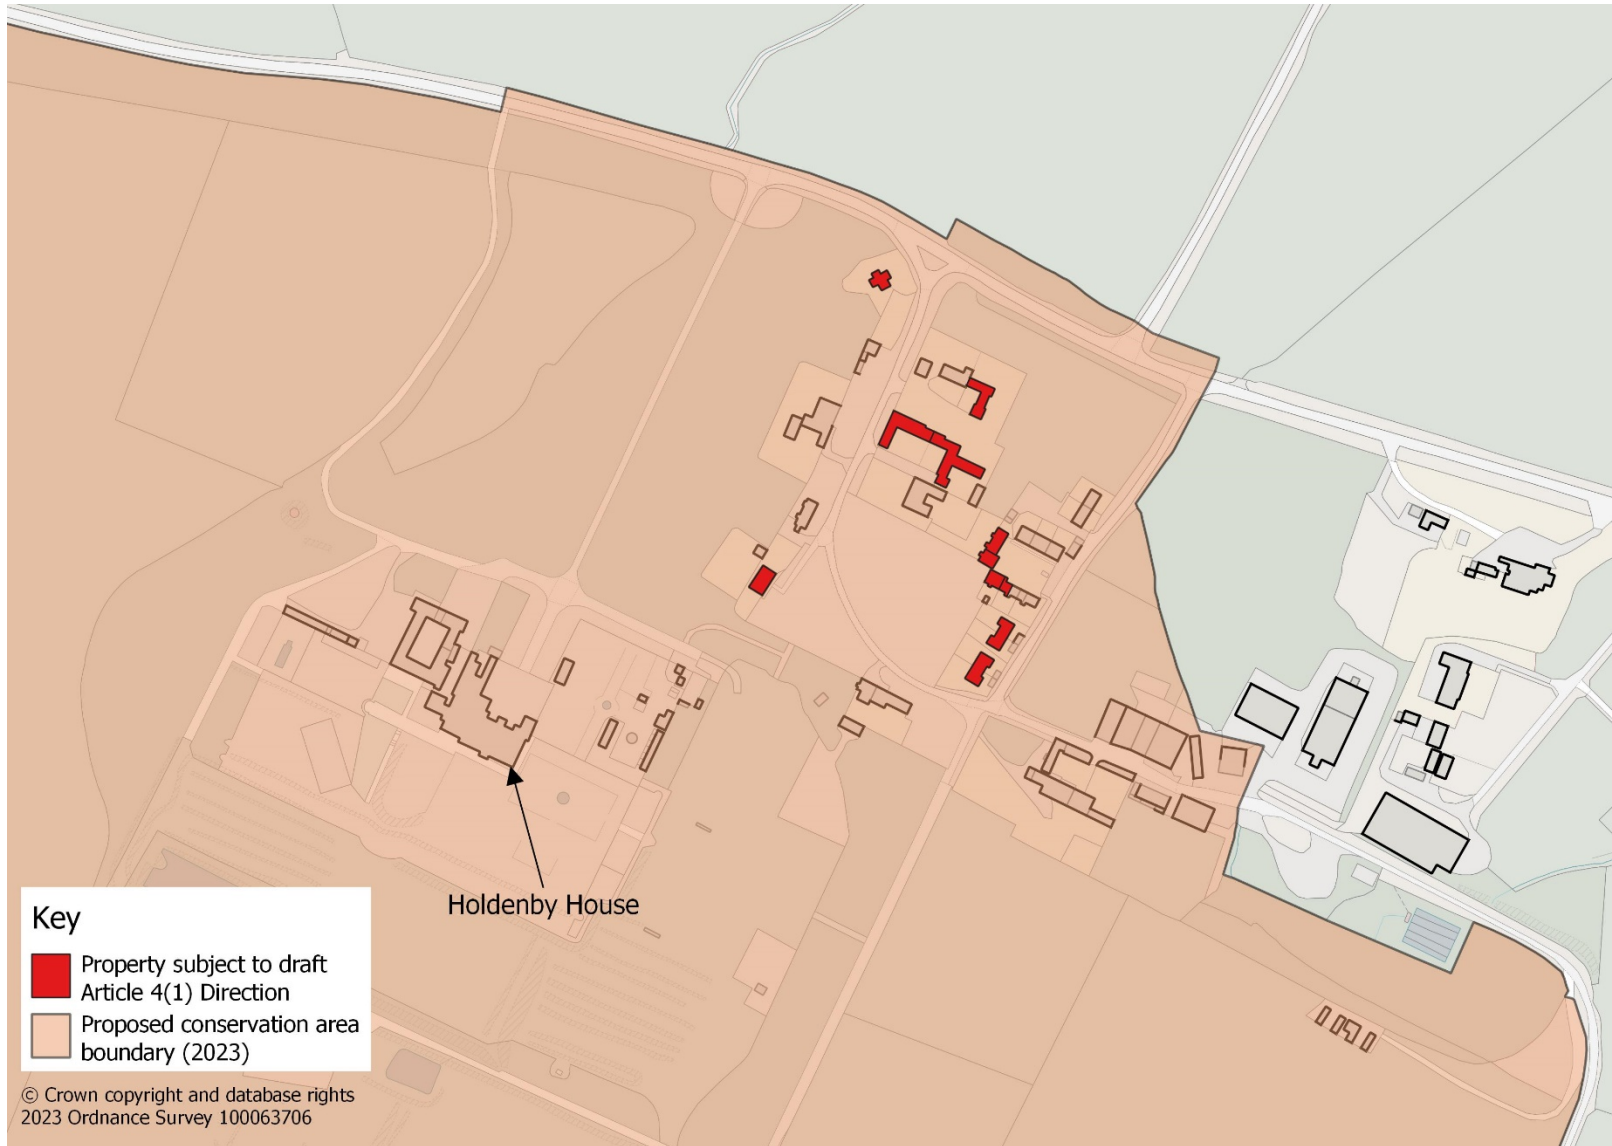 Holdenby House
Key
Property subject to draft
Article 4(1) Direction
Proposed conservation area
boundary (2023)
© Crown copyright and database rights
2023 Ordnance Survey 100063706